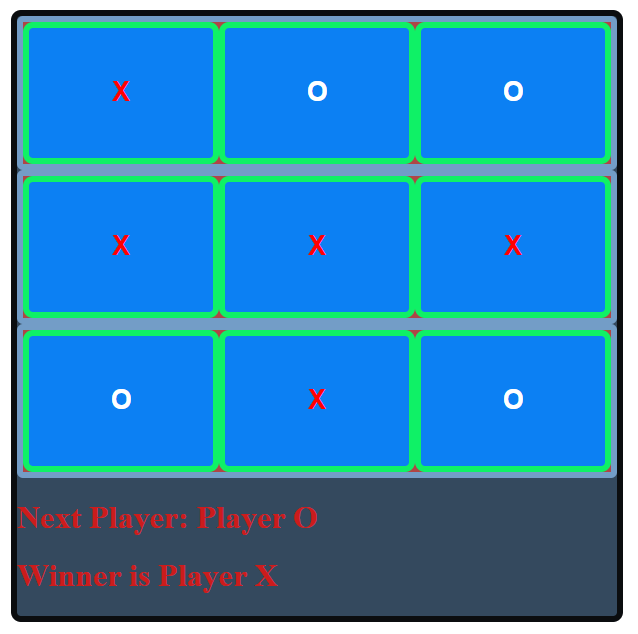 X O O
X X X
O X O
Next Player: Player O
Winner is Player X